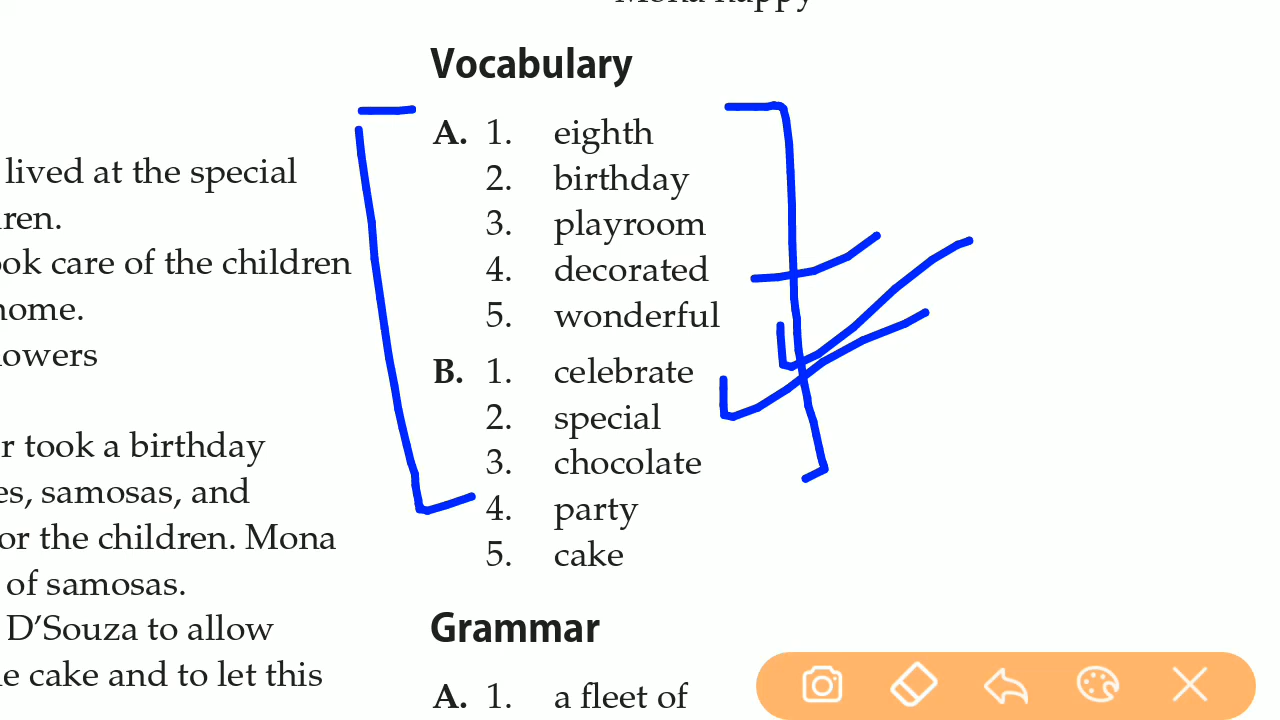 Mona happy
lived at the special
ren.
ok care of the children
home.
owers
r took a birthday
es, samosas, and
or the children. Mona
of samosas.
D'Souza to allow
e cake and to let this
Vocabulary
A. 1. eighth
2. birthday
3. playroom
4. decorated
5. wonderful
B. 1. celebrate
2. special
3. chocolate
4. party
5. cake
Grammar
A. 1. a fleet of